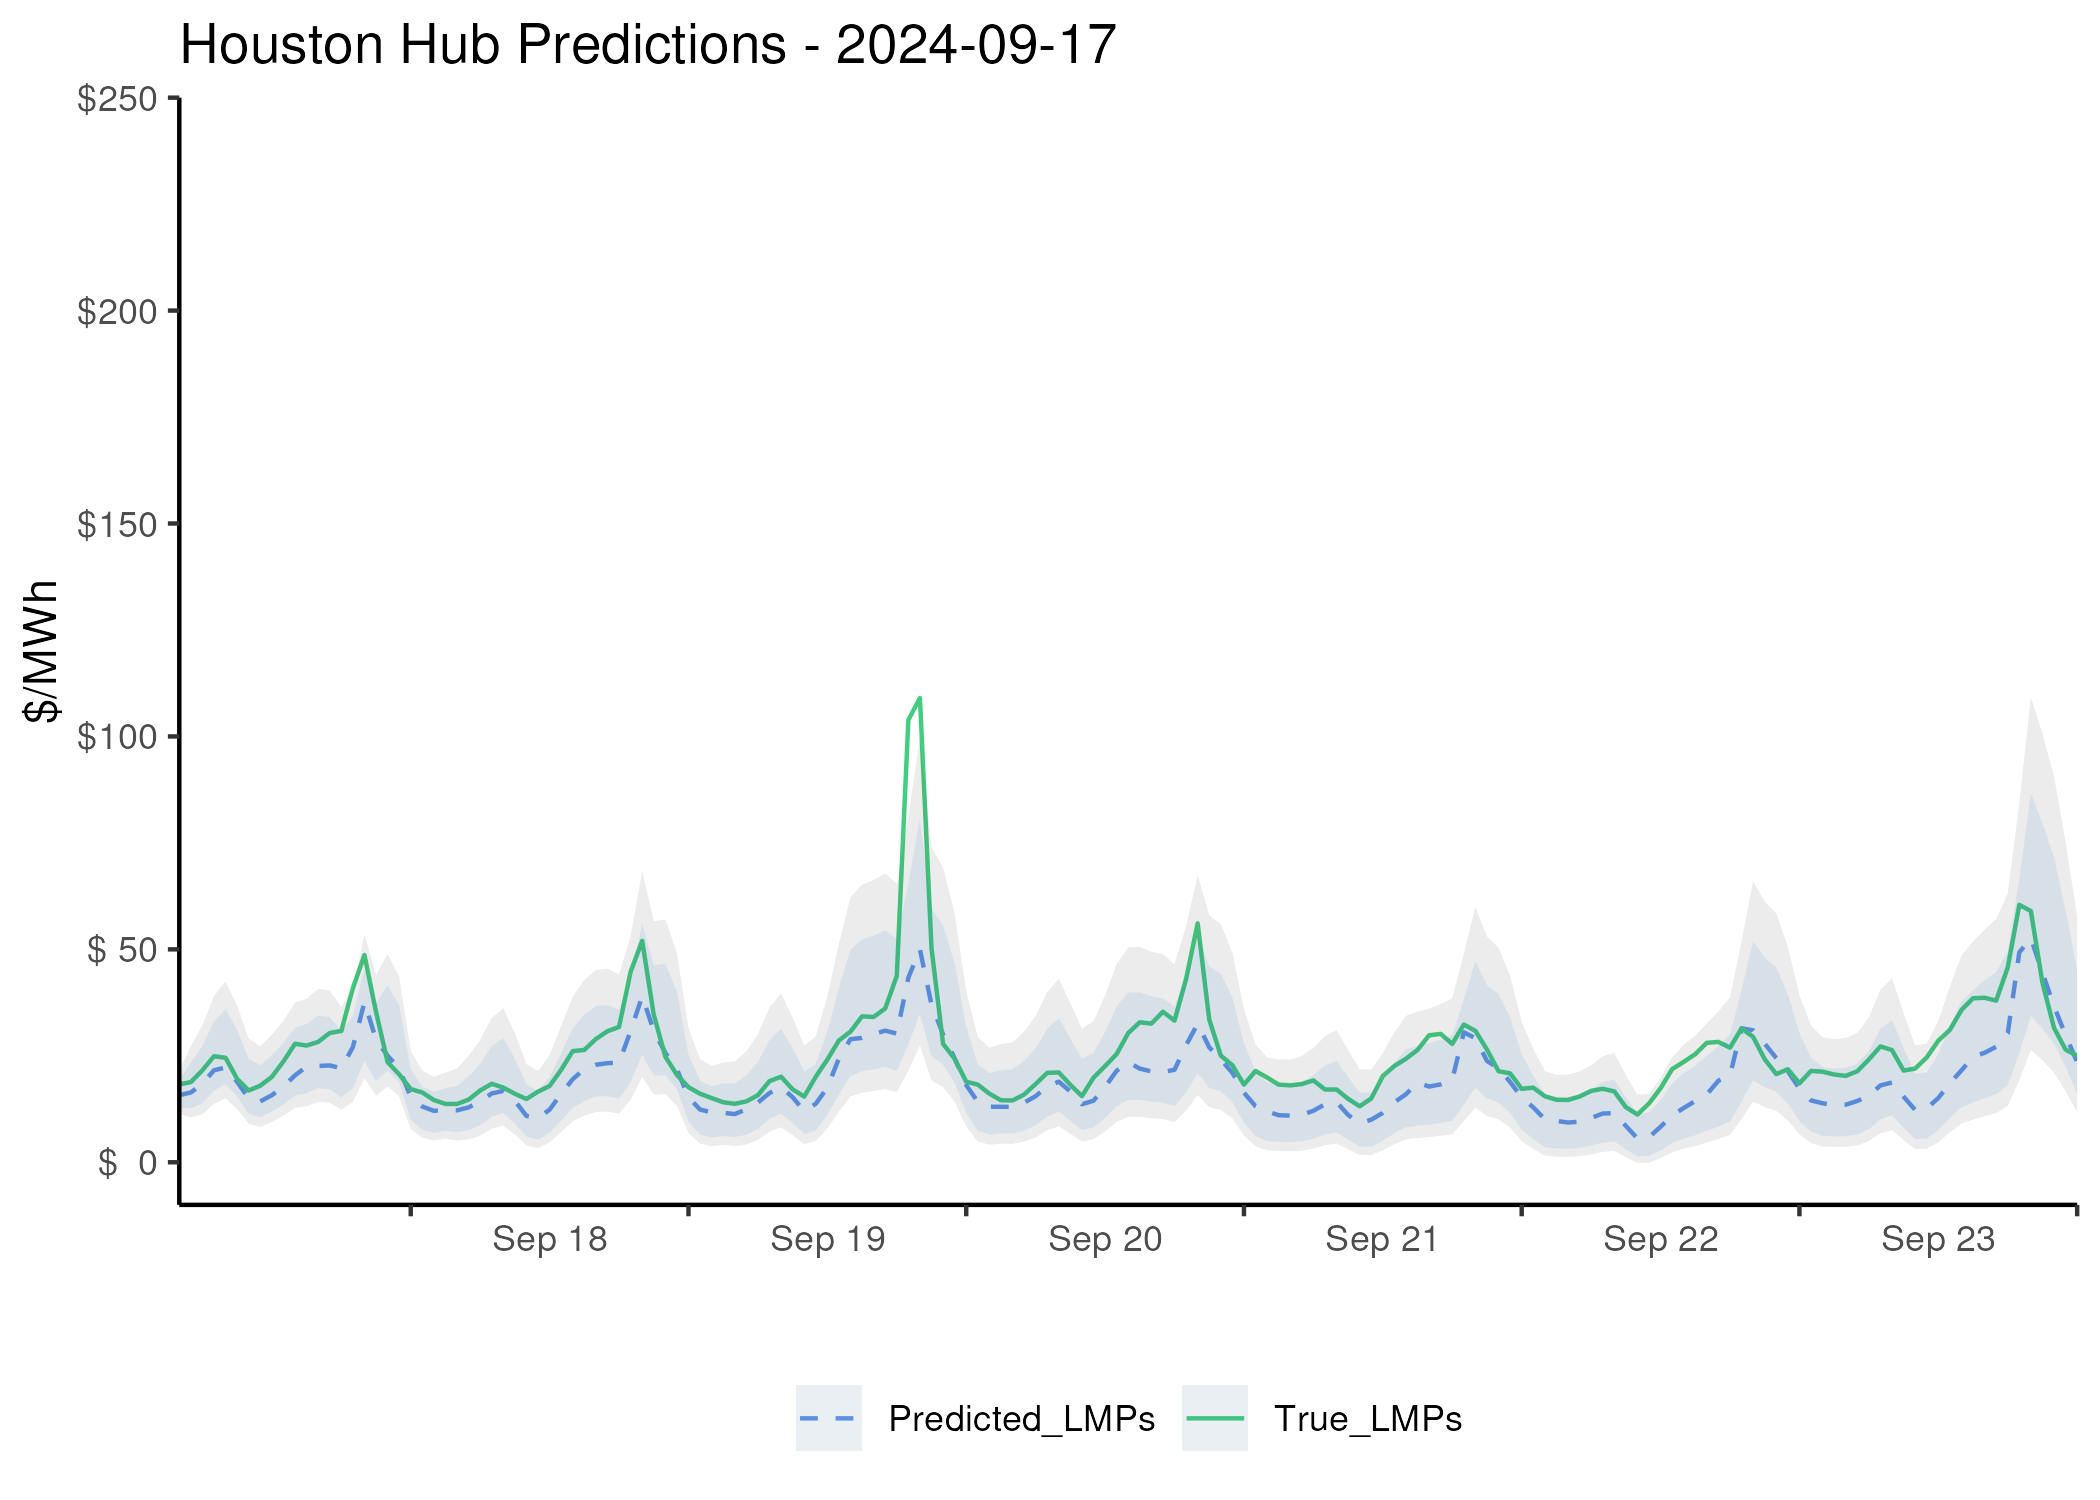 Houston Hub Predictions - 2024-09-17
$250
$200
$150
$100
$ 50
$ 0
$/MWh
Sep 18 Sep 19 Sep 20 Sep 21 Sep 22 Sep 23
Predicted_LMPs True_LMPs